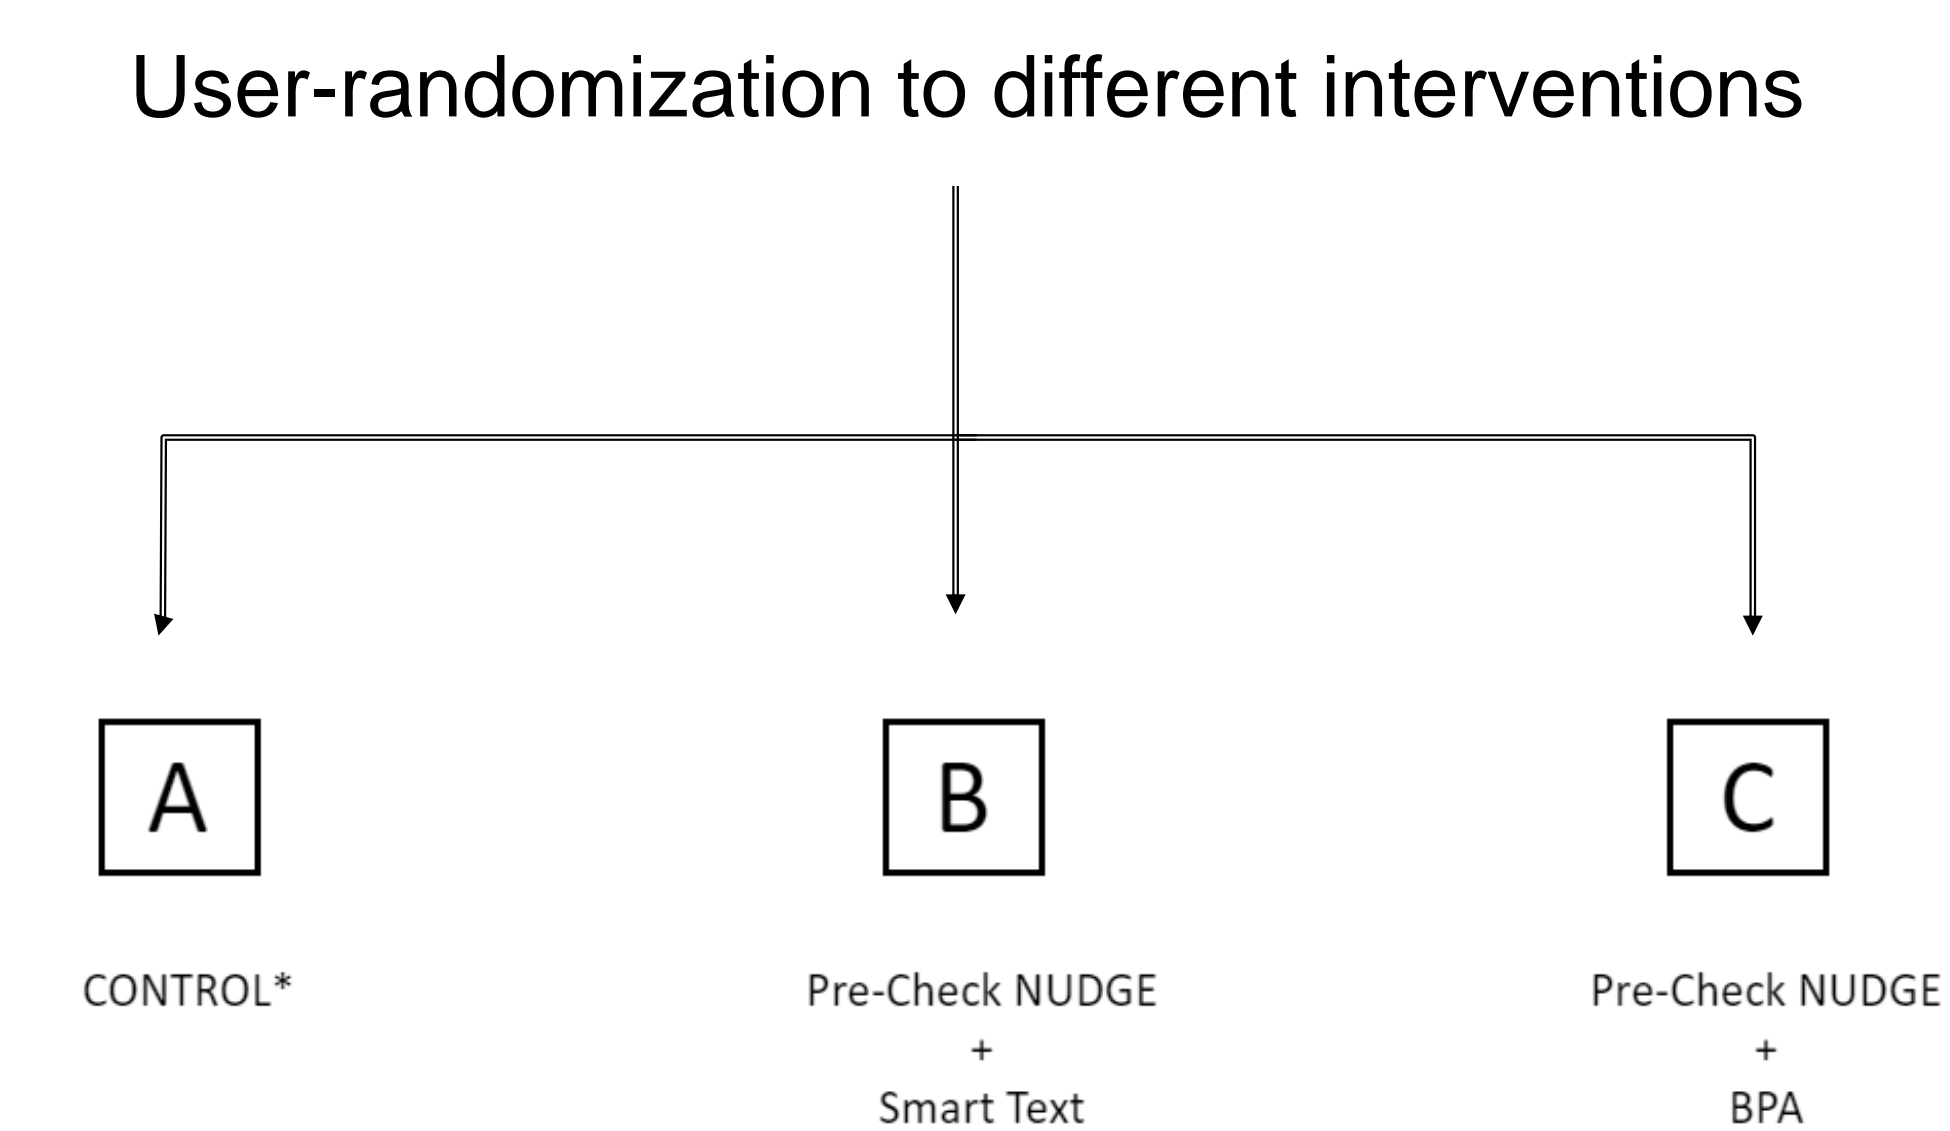 User-randomization to different interventions
A
B
C
CONTROL*
Pre-Check NUDGE
+
Smart Text
Pre-Check NUDGE
+
BPA